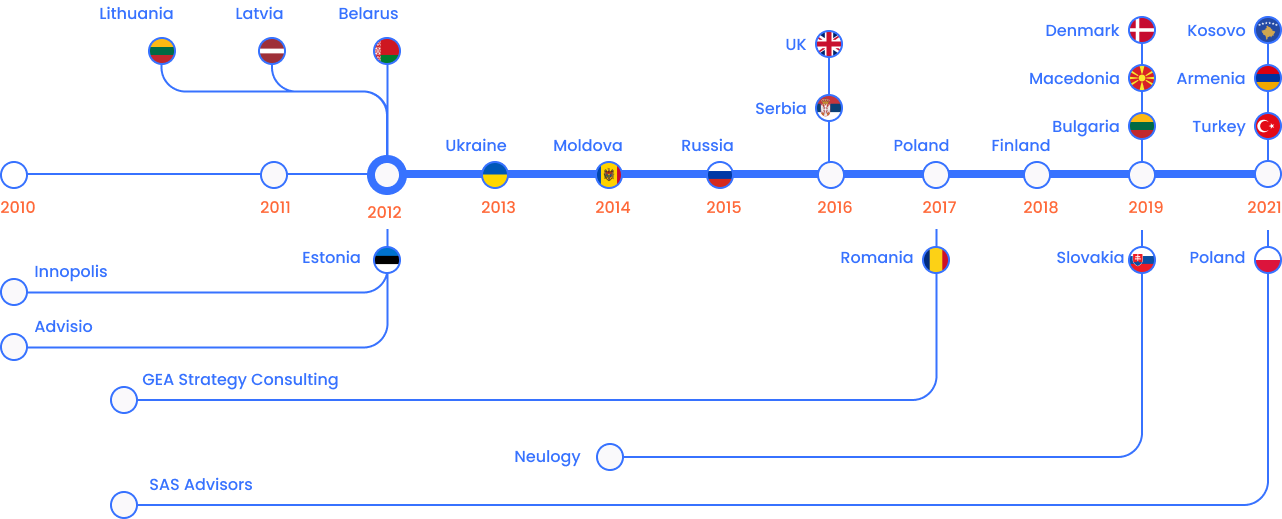 Lithuania
Latvia
Belarus
UK
Serbia
Denmark
Macedonia
Bulgaria
Kosovo
Armenia
Turkey
Ukraine
Moldova
Russia
Poland
Finland
2010
2011
2012
2013
2014
2015
2016
2017
2018
2019
2021
Estonia
Romania
Slovakia
Poland
Innopolis
Advisio
GEA Strategy Consulting
Neulogy
SAS Advisors